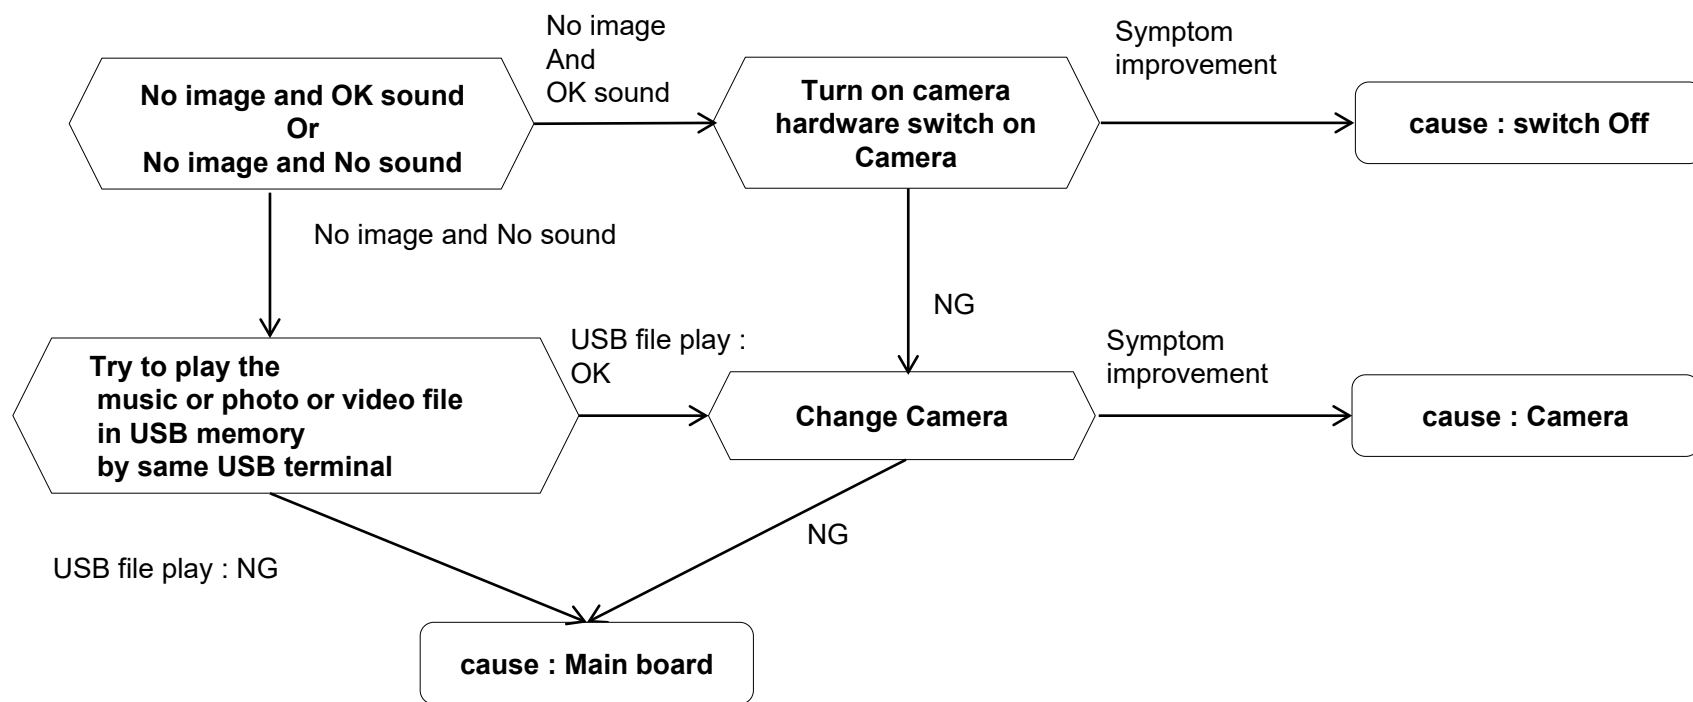 No image
And
OK sound
Symptom
improvement
No image and OK sound
Or
No image and No sound
Turn on camera
hardware switch on
Camera
cause : switch Off
No image and No sound
NG
USB file play :
OK
Symptom
improvement
Try to play the
music or photo or video file
in USB memory
by same USB terminal
Change Camera
cause : Camera
NG
USB file play : NG
cause : Main board